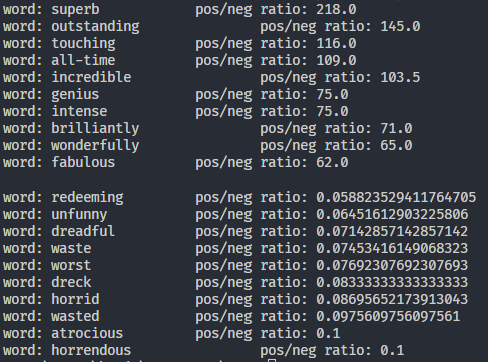 word: superb pos/neg ratio: 218.0
word: outstanding pos/neg ratio: 145.0
word: touching pos/neg ratio: 116.0
word: all-time pos/neg ratio: 109.0
word: incredible pos/neg ratio: 103.5
word: genius pos/neg ratio: 75.0
word: intense pos/neg ratio: 75.0
word: brilliantly pos/neg ratio: 71.0
word: wonderfully pos/neg ratio: 65.0
word: fabulous pos/neg ratio: 62.0
word: redeeming pos/neg ratio: 0.058823529411764705
word: unfunny pos/neg ratio: 0.06451612903225806
word: dreadful pos/neg ratio: 0.07142857142857142
word: waste pos/neg ratio: 0.07453416149068323
word: worst pos/neg ratio: 0.07692307692307693
word: dreck pos/neg ratio: 0.08333333333333333
word: horrid pos/neg ratio: 0.08695652173913043
word: wasted pos/neg ratio: 0.0975609756097561
word: atrocious pos/neg ratio: 0.1
word: horrendous pos/neg ratio: 0.1